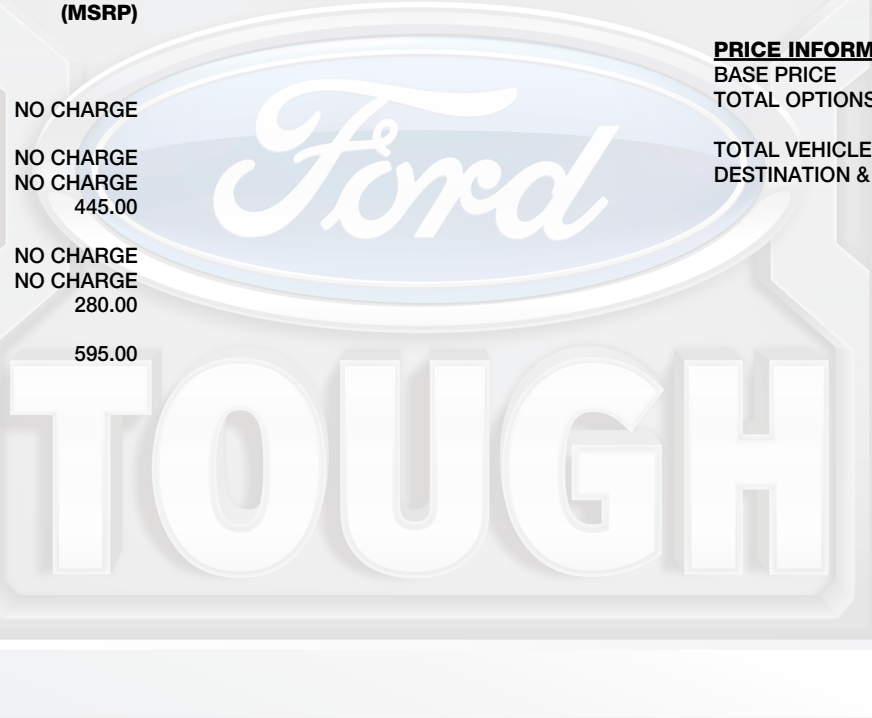 (MSRP)
NO CHARGE
NO CHARGE
NO CHARGE
445.00
NO CHARGE
NO CHARGE
280.00
595.00
PRICE INFORM
BASE PRICE
TOTAL OPTIONS
TOTAL VEHICLE
DESTINATION &
Ford
TOUGH